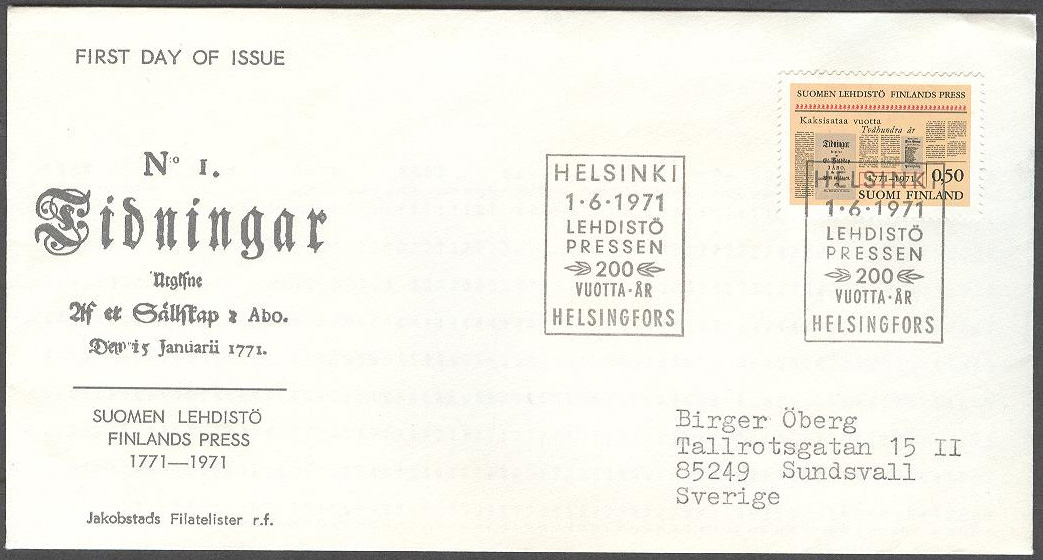 FIRST DAY OF ISSUE
N:o 1.
Tidningar
Utgifne
Af et Sällskap i Åbo.
Den 15 Januarii 1771.
SUOMEN LEHDISTÖ
FINLANDS PRESS
1771—1971
Jakobstads Filatelister r.f.
HELSINKI
1·6·1971
LEHDISTÖ
PRESSEN
200
VUOTTA·ÅR
HELSINGFORS
SUOMEN LEHDISTÖ FINLANDS PRESS
Kaksisataa vuotta
Tvåhundra år
Tidningar
1771–1971
0,50
SUOMI FINLAND
HELSINKI
1·6·1971
LEHDISTÖ
PRESSEN
200
VUOTTA·ÅR
HELSINGFORS
Birger Öberg
Tallrotsgatan 15 II
85249 Sundsvall
Sverige